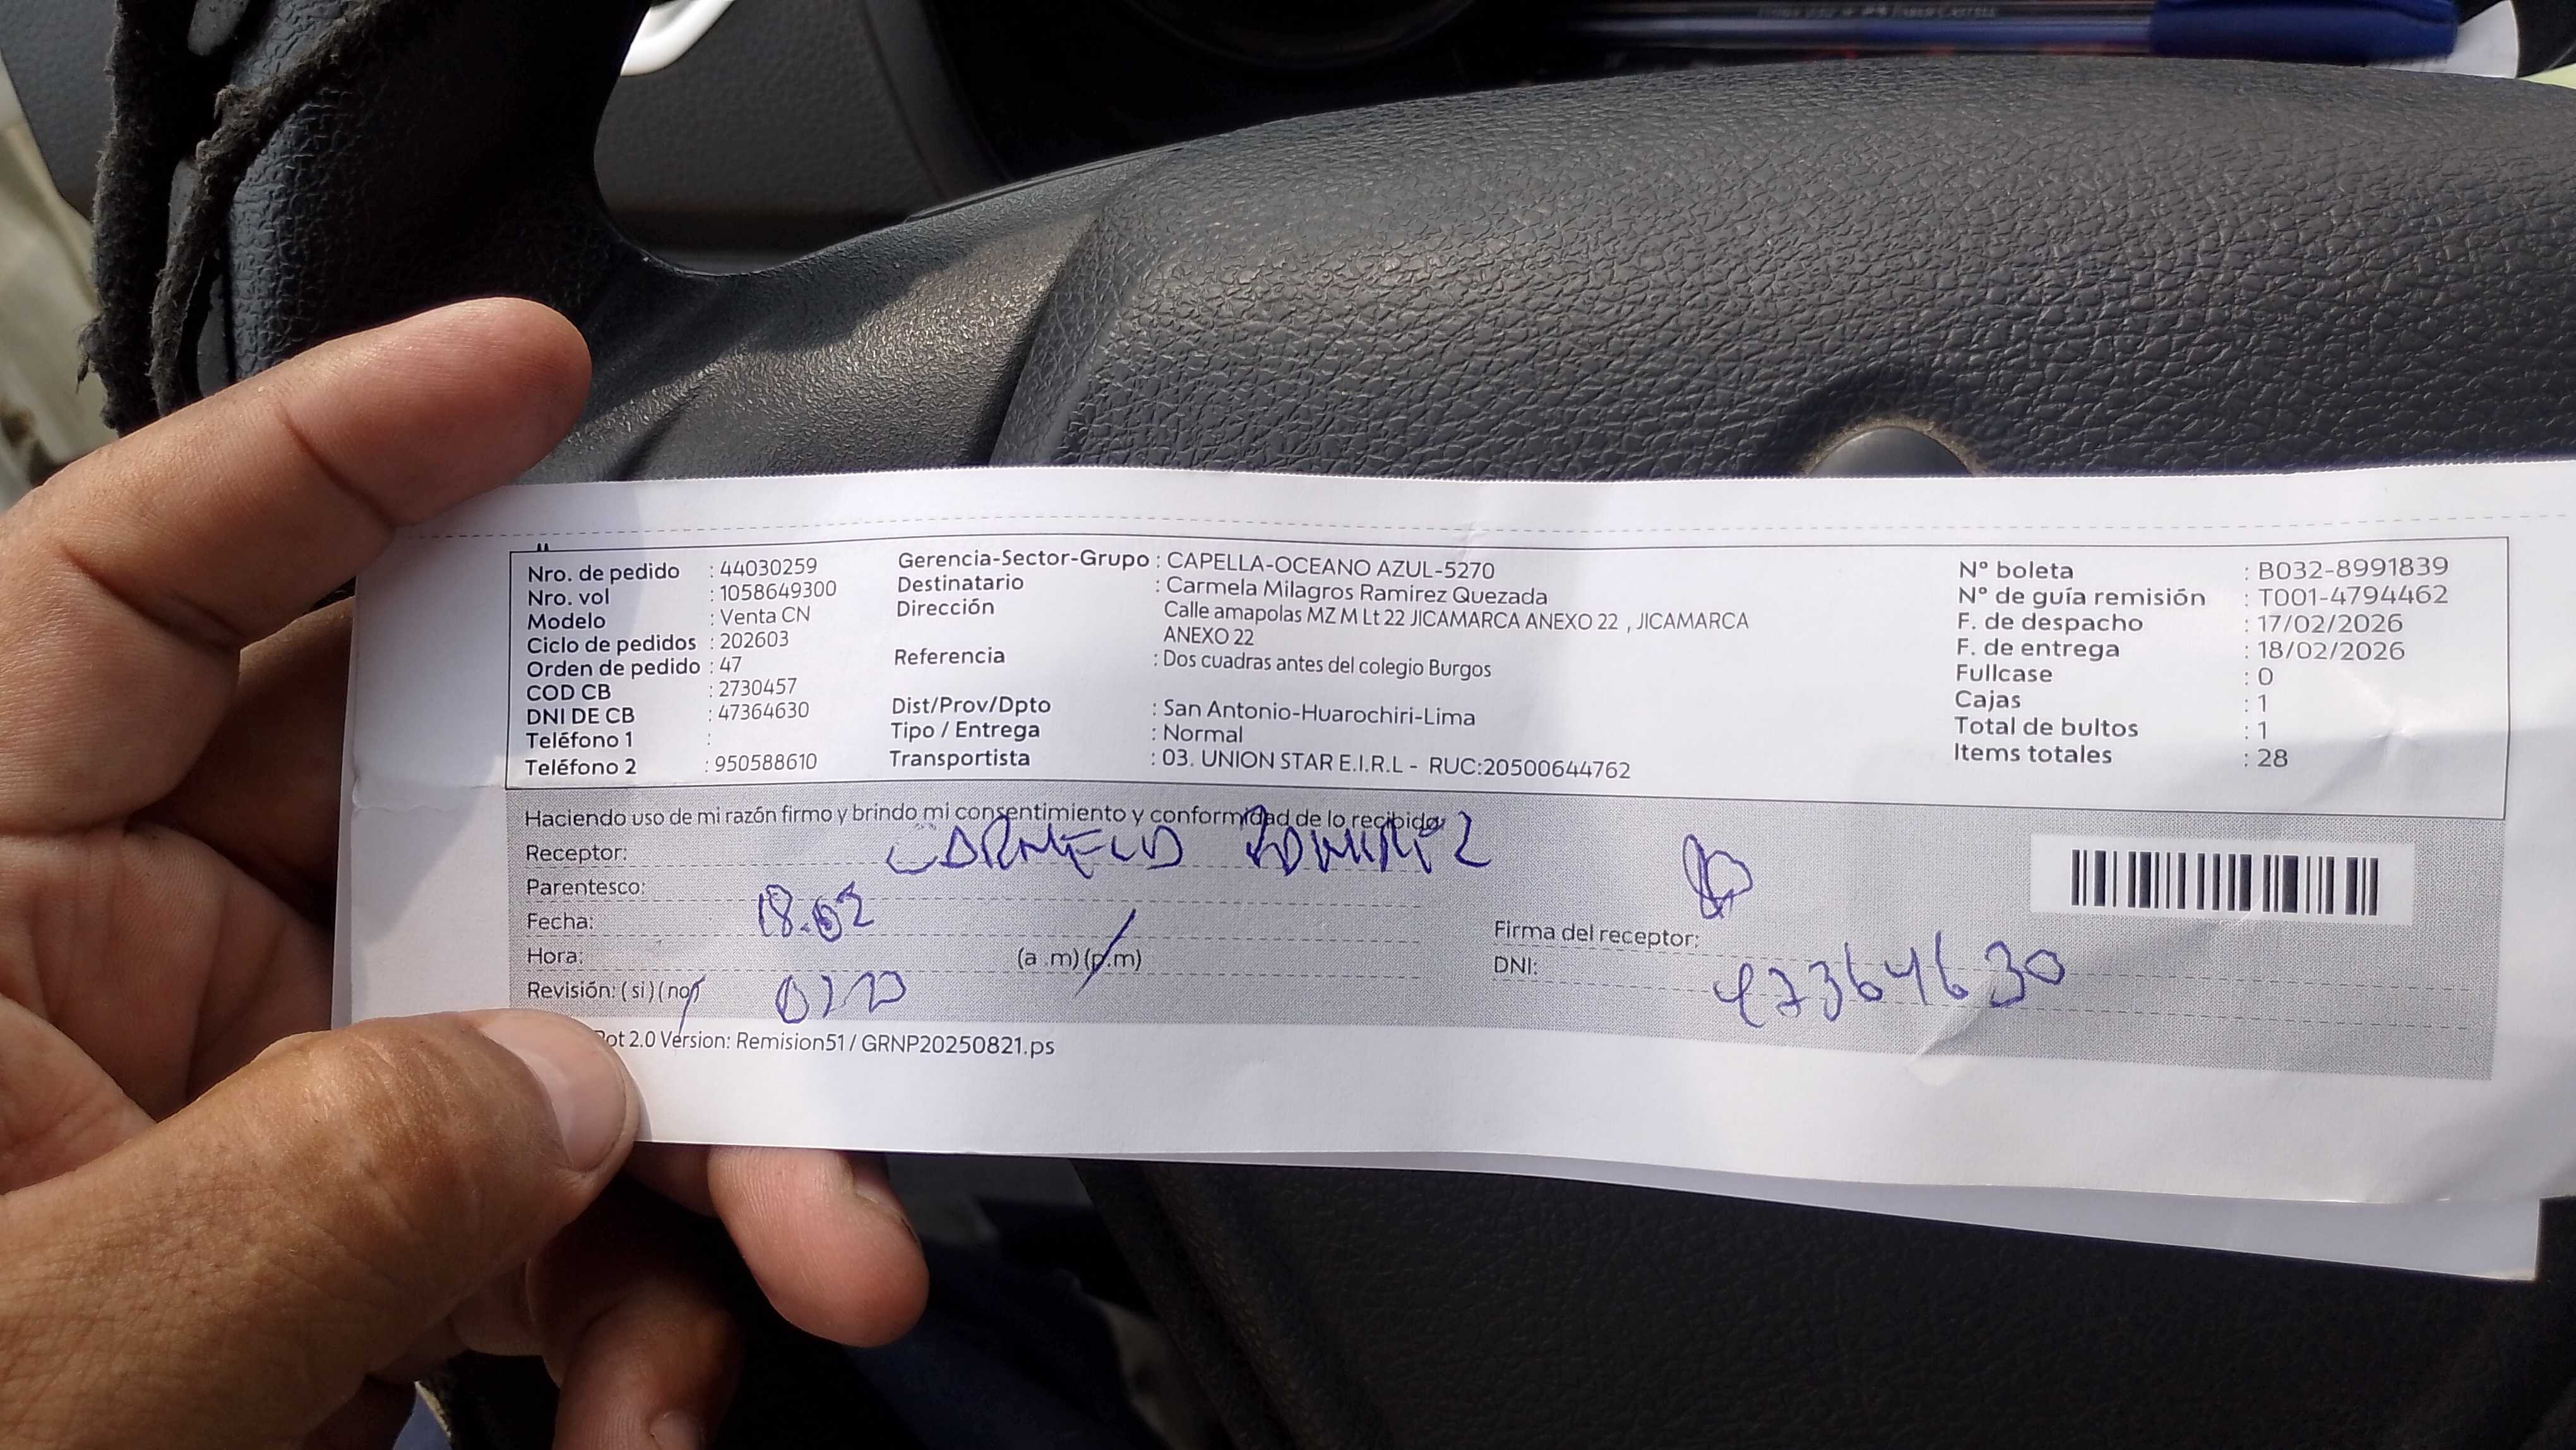 Nro. de pedido : 44030259
Nro. vol : 1058649300
Modelo : Venta CN
Ciclo de pedidos : 202603
Orden de pedido : 47
COD CB : 2730457
DNI DE CB : 47364630
Teléfono 1 :
Teléfono 2 : 950588610
Gerencia-Sector-Grupo : CAPELLA-OCEANO AZUL-5270
Destinatario : Carmela Milagros Ramirez Quezada
Dirección Calle amapolas MZ M Lt 22 JICAMARCA ANEXO 22 , JICAMARCA
ANEXO 22
Referencia : Dos cuadras antes del colegio Burgos
Dist/Prov/Dpto : San Antonio-Huarochiri-Lima
Tipo / Entrega : Normal
Transportista : 03. UNION STAR E.I.R.L - RUC:20500644762
N° boleta : B032-8991839
N° de guía remisión : T001-4794462
F. de despacho : 17/02/2026
F. de entrega : 18/02/2026
Fullcase : 0
Cajas : 1
Total de bultos : 1
Items totales : 28
Haciendo uso de mi razón firmo y brindo mi consentimiento y conformidad de lo recibido
Receptor: CARMELA RAMIREZ
Parentesco:
Fecha: 18.02
Hora: (a .m) (p.m)
Revisión: ( si ) ( no )
Firma del receptor:
DNI: 47364630
ot 2.0 Version: Remision51 / GRNP20250821.ps